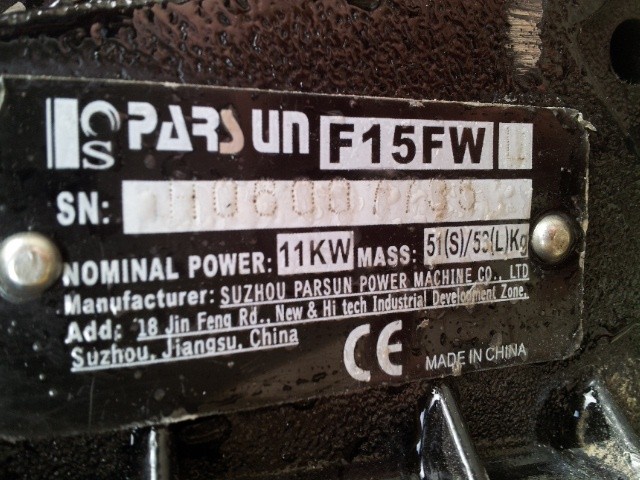 PARSUN F15FW
SN:
NOMINAL POWER: 11KW MASS: 51(S)/53(L)Kg
Manufacturer: SUZHOU PARSUN POWER MACHINE CO., LTD
Add: 18 Jin Feng Rd., New & Hi tech Industrial Development Zone,
Suzhou, Jiangsu, China
CE MADE IN CHINA